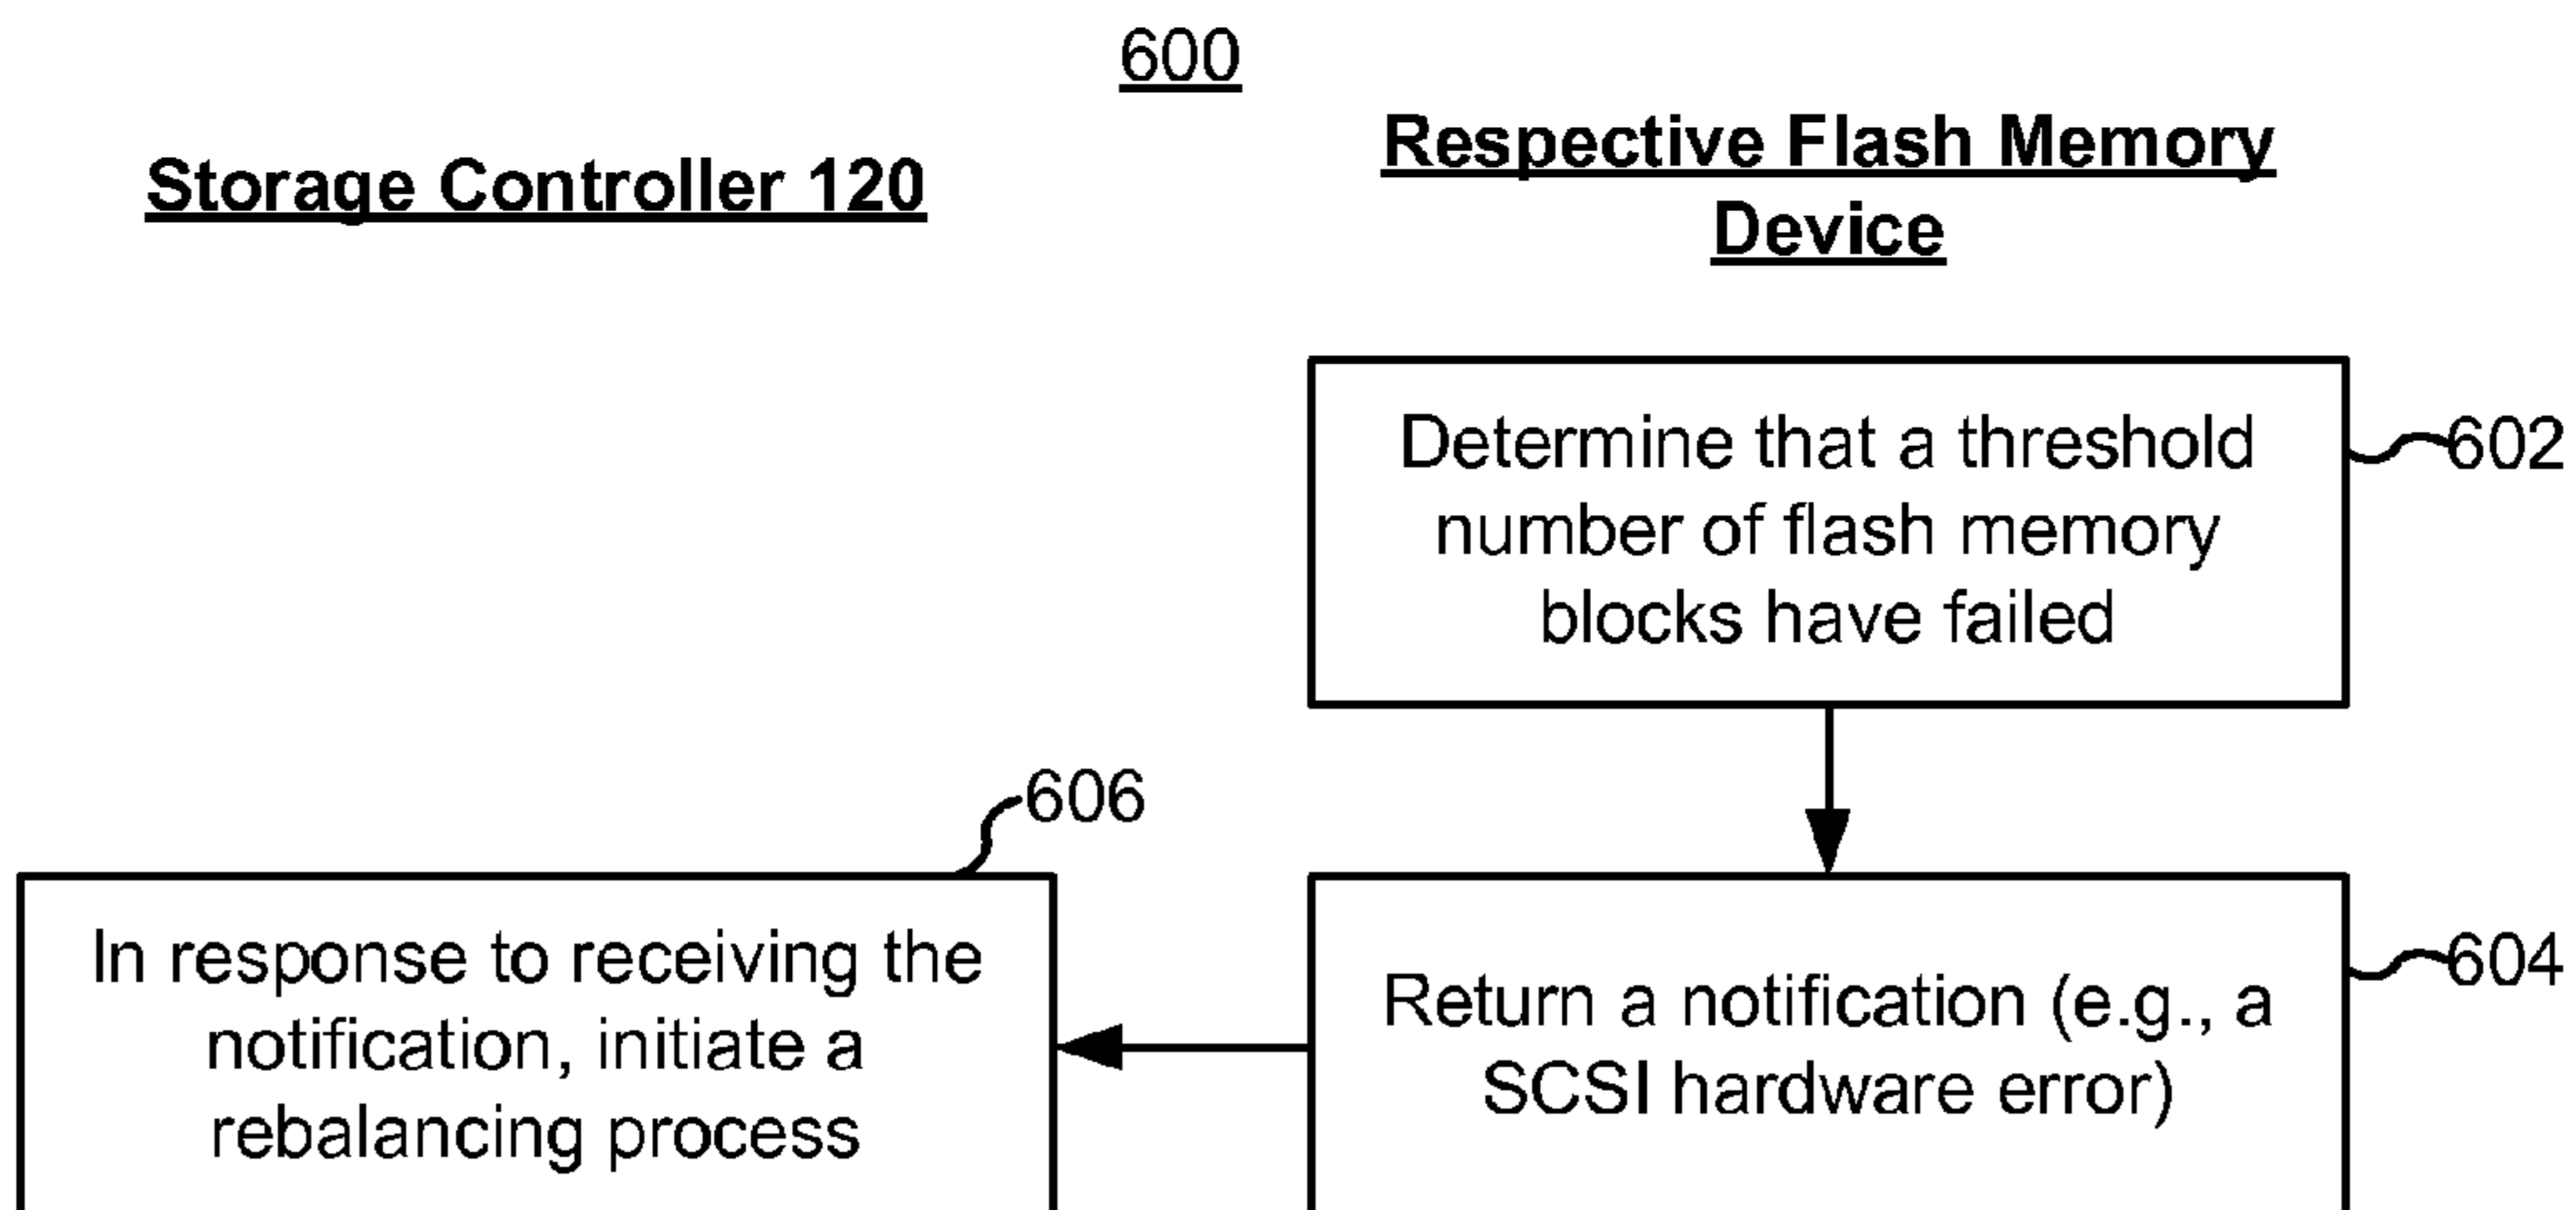 600
Storage Controller 120
Respective Flash Memory
Device
Determine that a threshold
number of flash memory
blocks have failed
602
606
In response to receiving the
notification, initiate a
rebalancing process
Return a notification (e.g., a
SCSI hardware error)
604